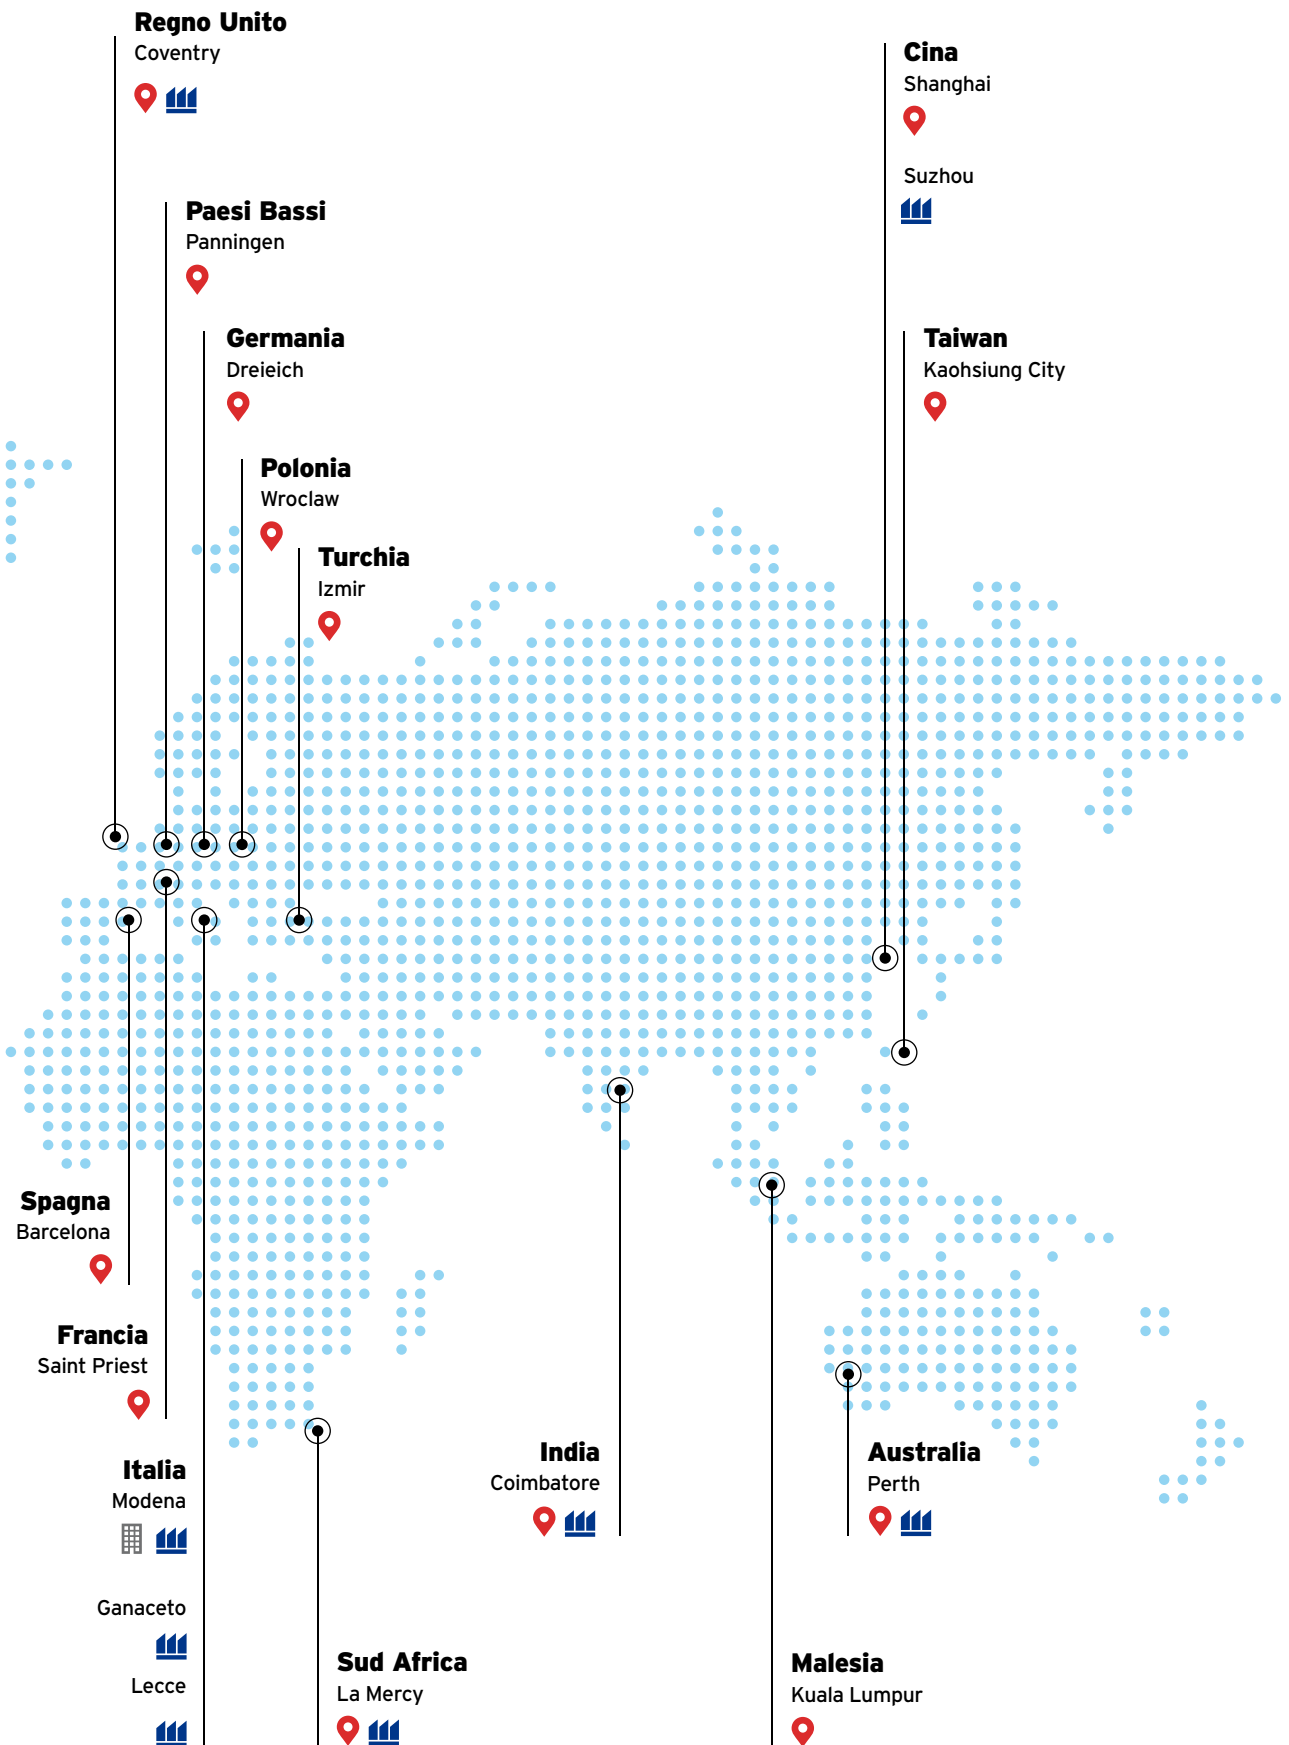 Regno Unito
Coventry
Cina
Shanghai
Suzhou
Paesi Bassi
Panningen
Germania
Dreieich
Taiwan
Kaohsiung City
Polonia
Wroclaw
Turchia
Izmir
Spagna
Barcelona
Francia
Saint Priest
Italia
Modena
Ganaceto
Lecce
India
Coimbatore
Australia
Perth
Sud Africa
La Mercy
Malesia
Kuala Lumpur